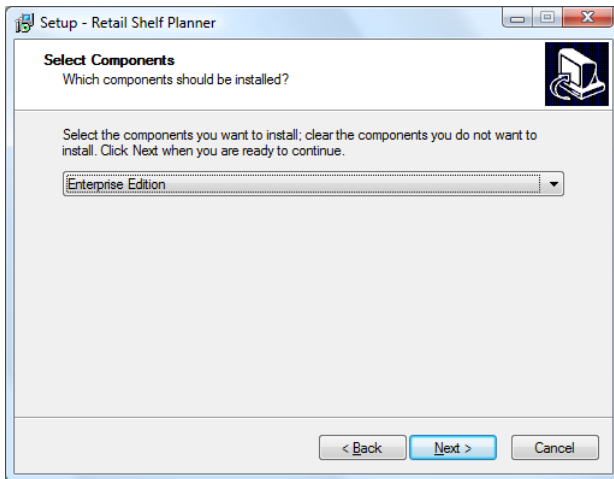 Setup - Retail Shelf Planner
Select Components
Which components should be installed?
Select the components you want to install; clear the components you do not want to
install. Click Next when you are ready to continue.
Enterprise Edition
< Back
Next >
Cancel